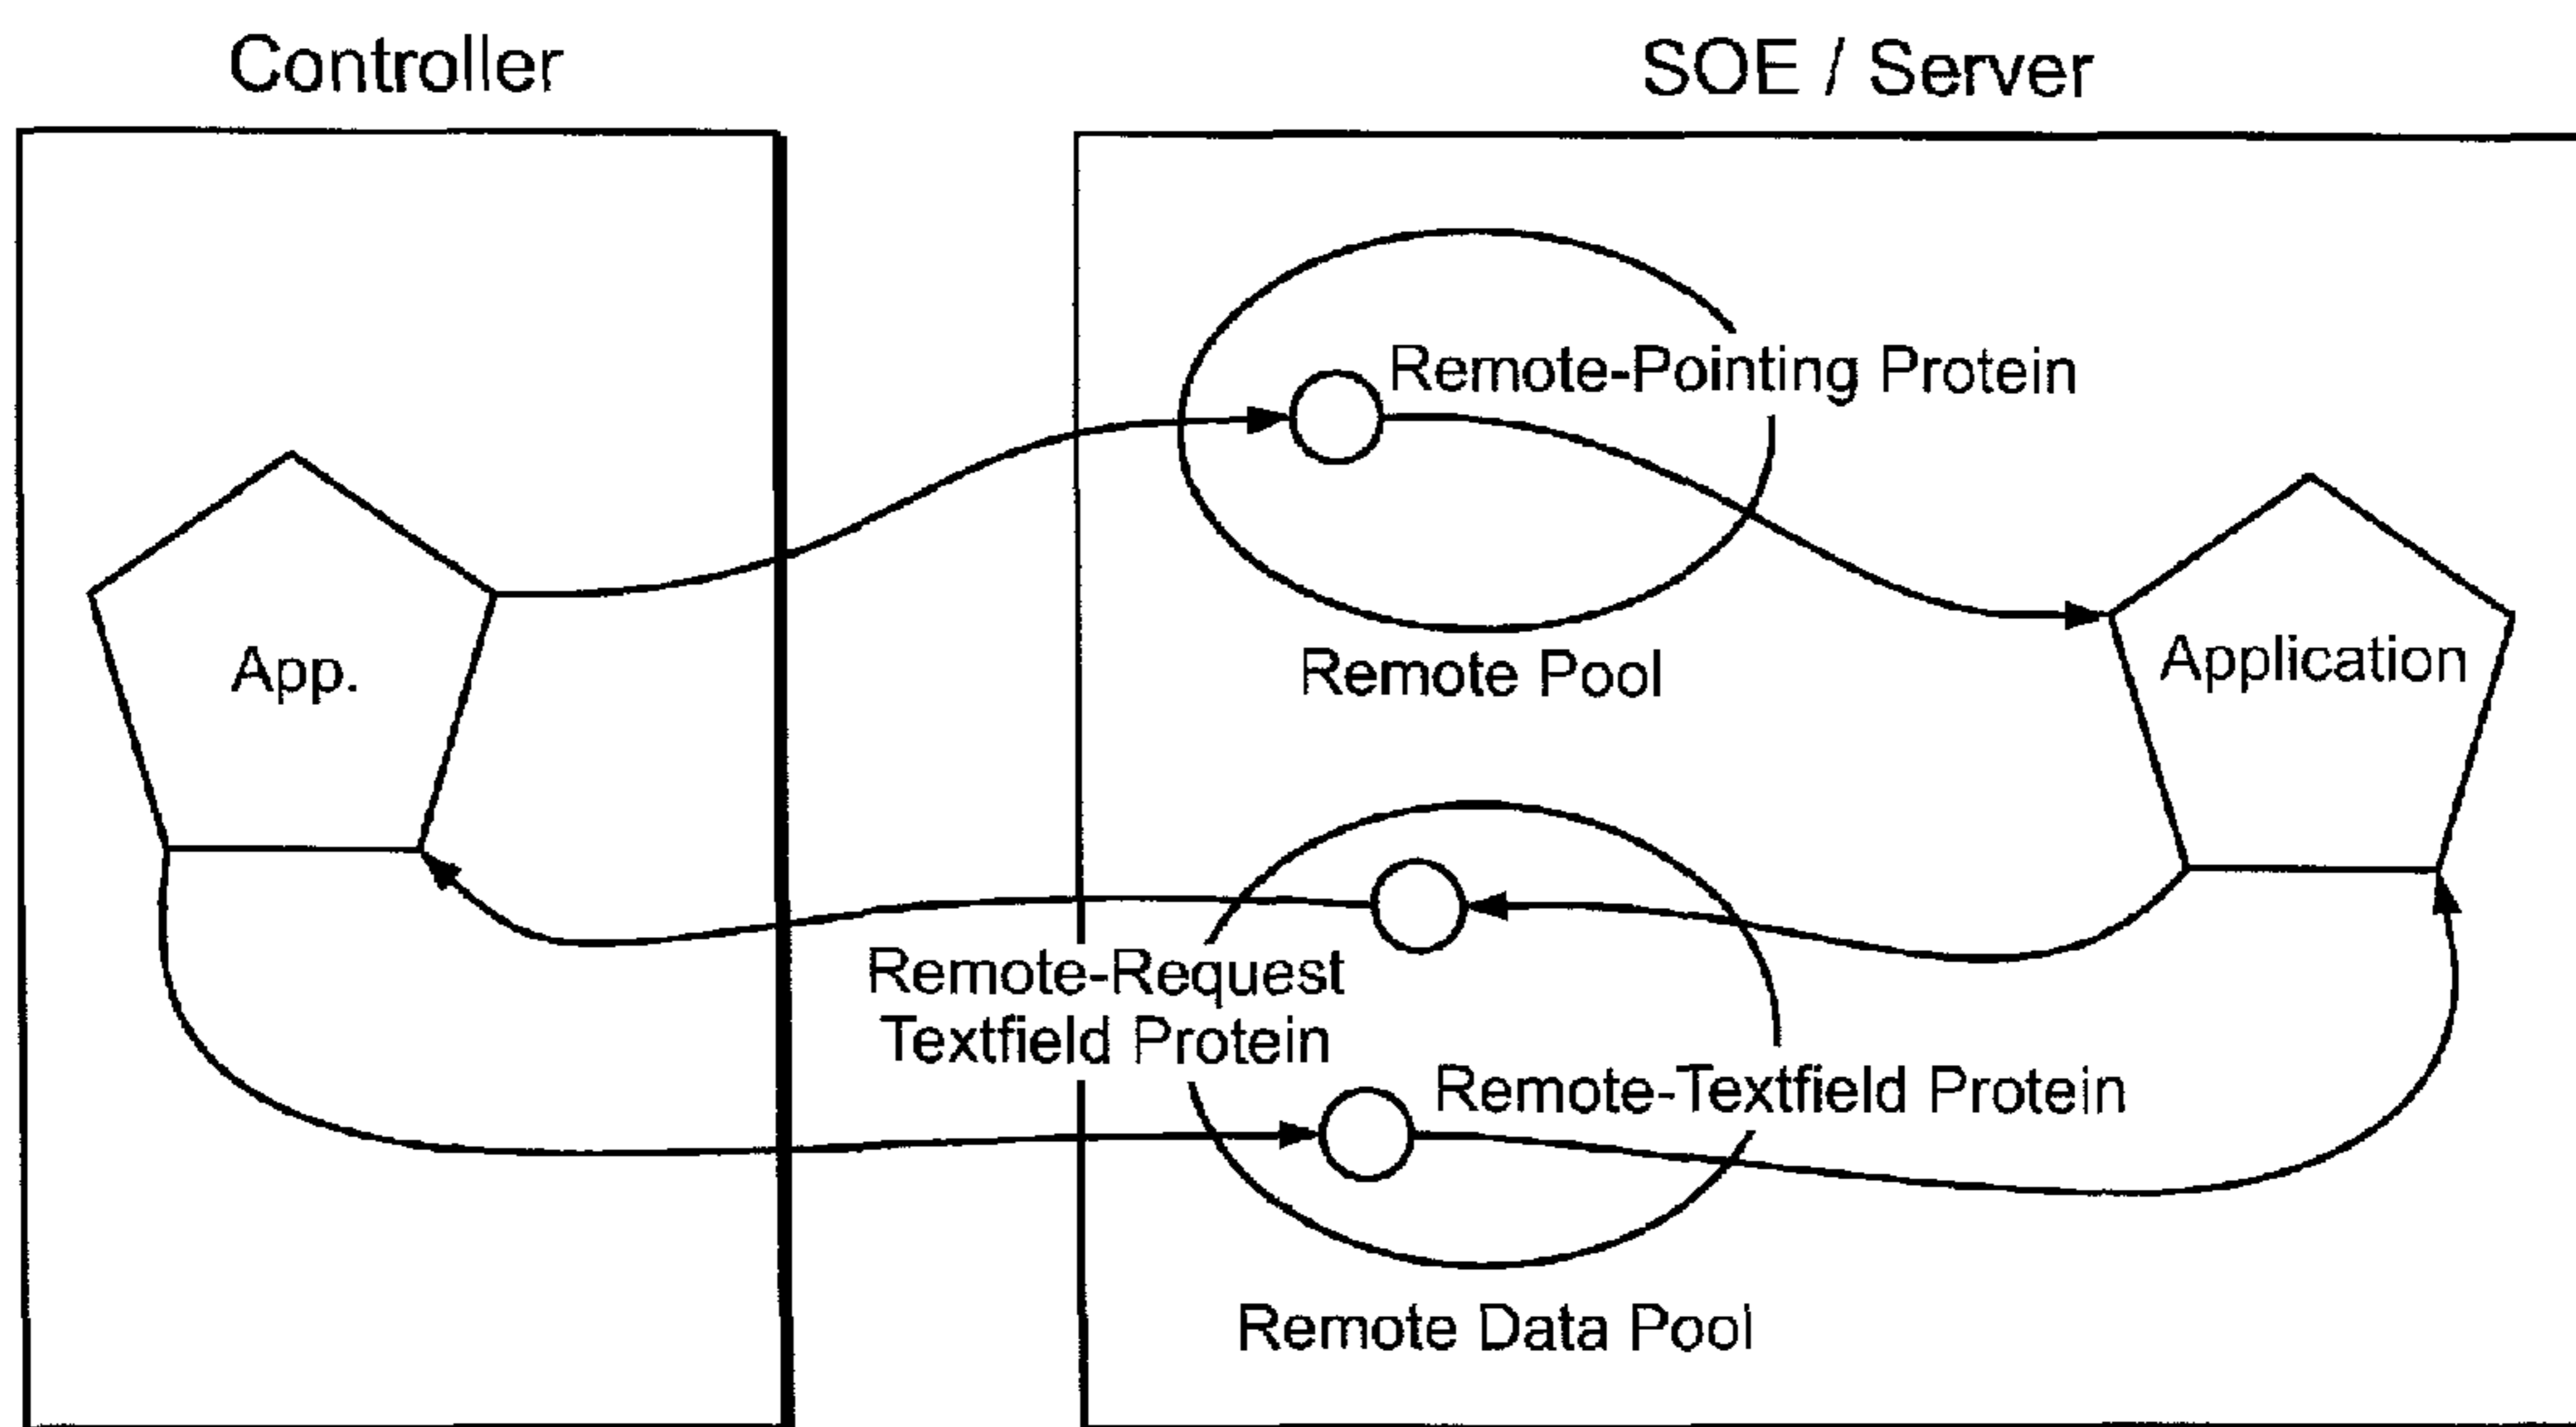 Controller
SOE / Server
Remote-Pointing Protein
App.
Application
Remote Pool
Remote-Request
Textfield Protein
Remote-Textfield Protein
Remote Data Pool